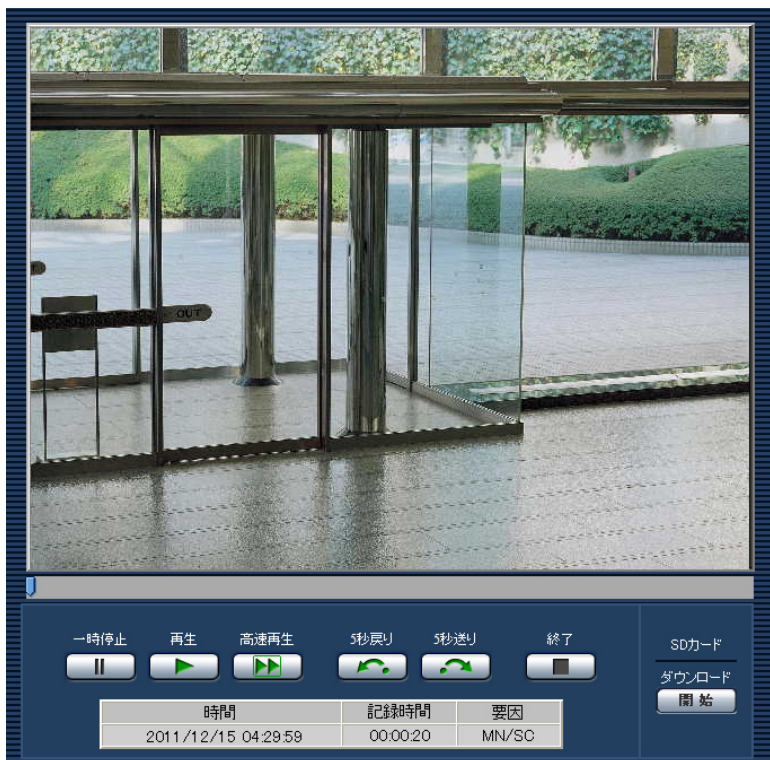 OUT
一時停止 再生 高速再生 5秒戻り 5秒送り 終了
SDカード
ダウンロード
開始
時間 記録時間 要因
2011/12/15 04:29:59 00:00:20 MN/SC